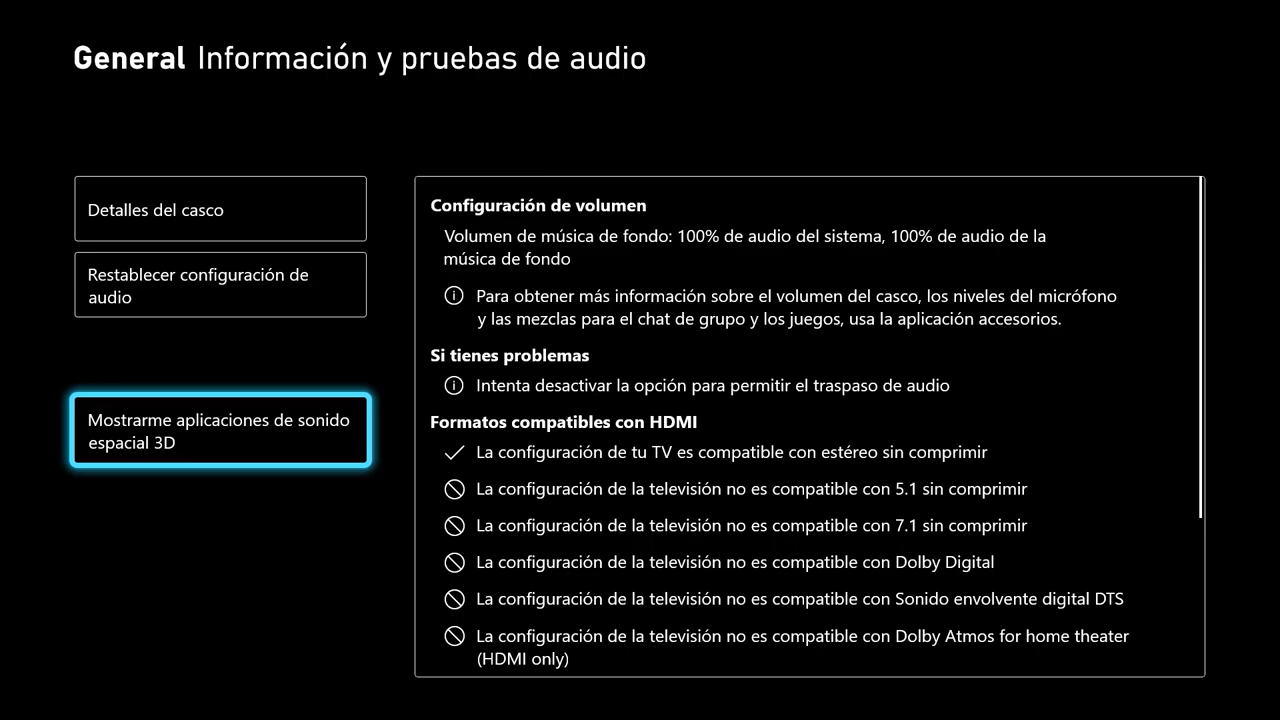 General Información y pruebas de audio
Detalles del casco
Restablecer configuración de
audio
Mostrarme aplicaciones de sonido
espacial 3D
Configuración de volumen
Volumen de música de fondo: 100% de audio del sistema, 100% de audio de la
música de fondo
Para obtener más información sobre el volumen del casco, los niveles del micrófono
y las mezclas para el chat de grupo y los juegos, usa la aplicación accesorios.
Si tienes problemas
Intenta desactivar la opción para permitir el traspaso de audio
Formatos compatibles con HDMI
La configuración de tu TV es compatible con estéreo sin comprimir
La configuración de la televisión no es compatible con 5.1 sin comprimir
La configuración de la televisión no es compatible con 7.1 sin comprimir
La configuración de la televisión no es compatible con Dolby Digital
La configuración de la televisión no es compatible con Sonido envolvente digital DTS
La configuración de la televisión no es compatible con Dolby Atmos for home theater
(HDMI only)